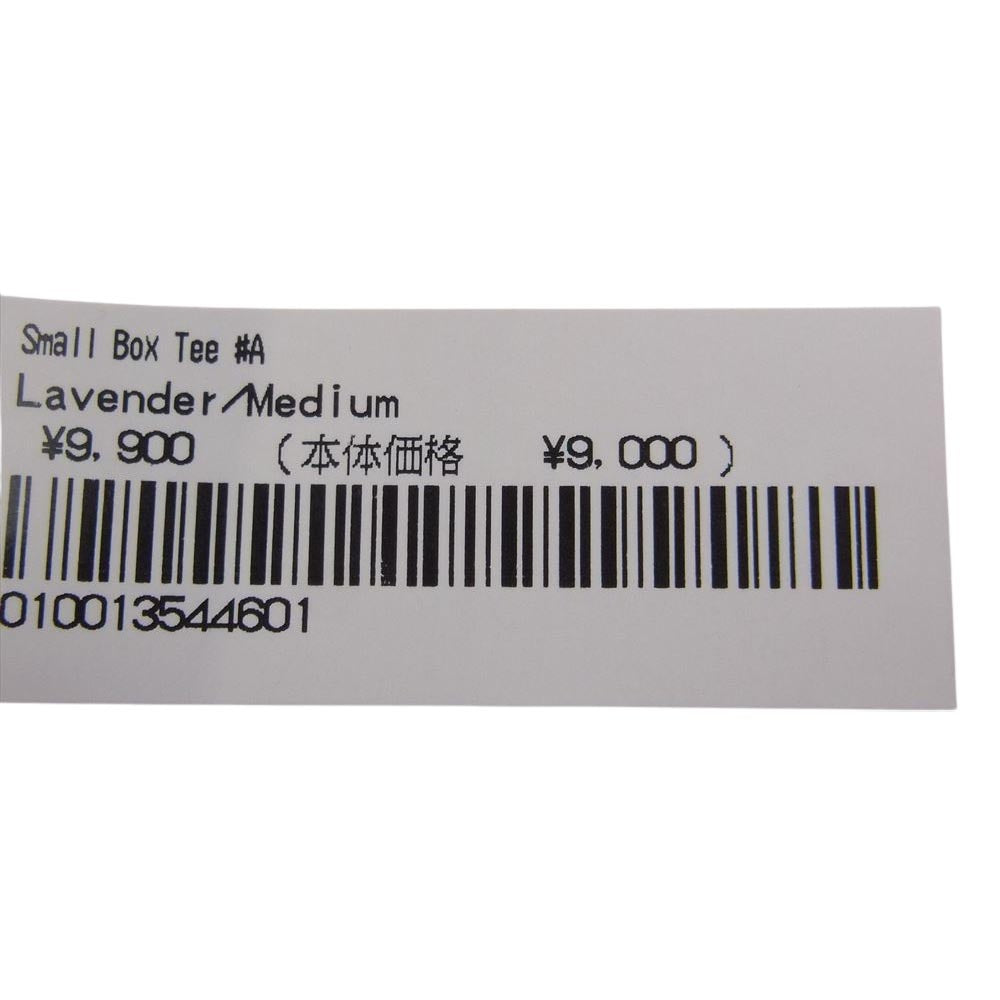 Small Box Tee #A
Lavender/Medium
¥9,900 (本体価格 ¥9,000)
010013544601